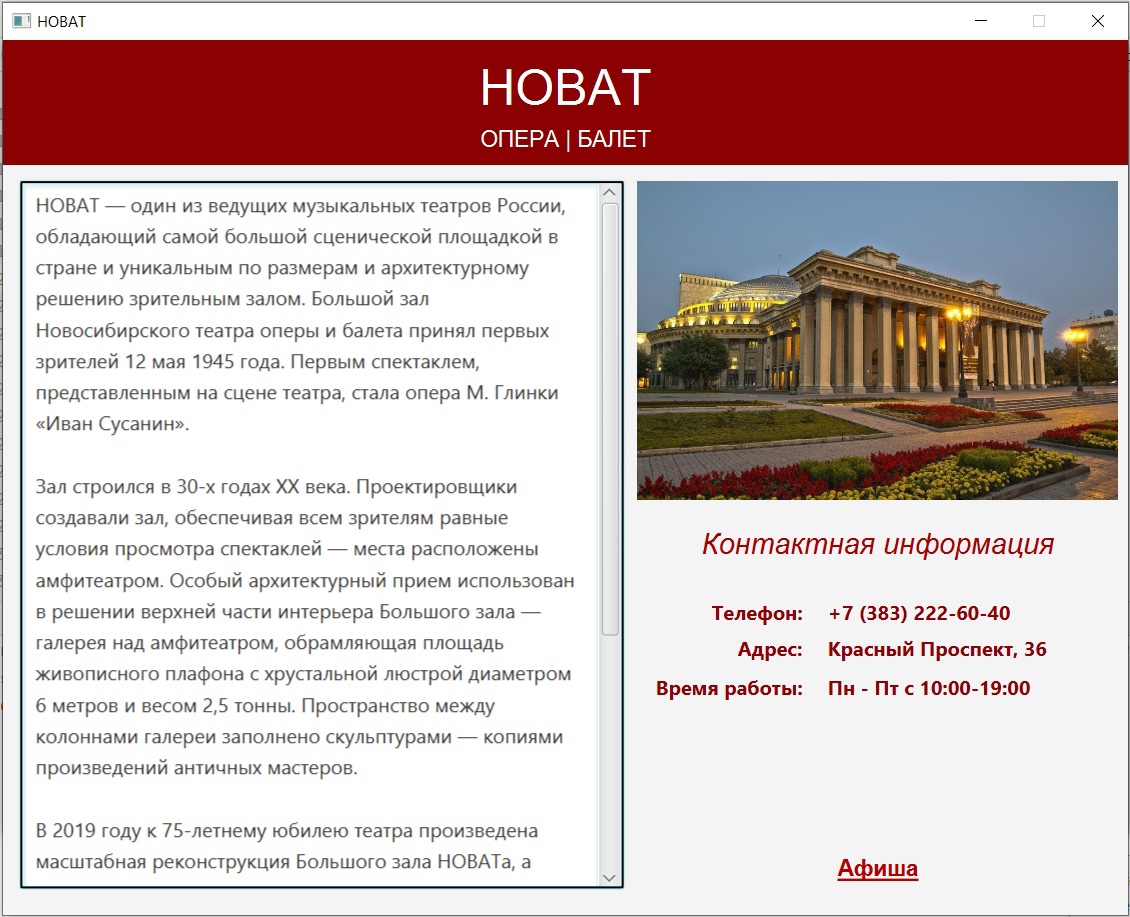 НОВАТ
НОВАТ
ОПЕРА | БАЛЕТ
НОВАТ — один из ведущих музыкальных театров России,
обладающий самой большой сценической площадкой в
стране и уникальным по размерам и архитектурному
решению зрительным залом. Большой зал
Новосибирского театра оперы и балета принял первых
зрителей 12 мая 1945 года. Первым спектаклем,
представленным на сцене театра, стала опера М. Глинки
«Иван Сусанин».
Зал строился в 30-х годах XX века. Проектировщики
создавали зал, обеспечивая всем зрителям равные
условия просмотра спектаклей — места расположены
амфитеатром. Особый архитектурный прием использован
в решении верхней части интерьера Большого зала —
галерея над амфитеатром, обрамляющая площадь
живописного плафона с хрустальной люстрой диаметром
6 метров и весом 2,5 тонны. Пространство между
колоннами галереи заполнено скульптурами — копиями
произведений античных мастеров.
В 2019 году к 75-летнему юбилею театра произведена
масштабная реконструкция Большого зала НОВАТа, а
Контактная информация
Телефон: +7 (383) 222-60-40
Адрес: Красный Проспект, 36
Время работы: Пн - Пт с 10:00-19:00
Афиша